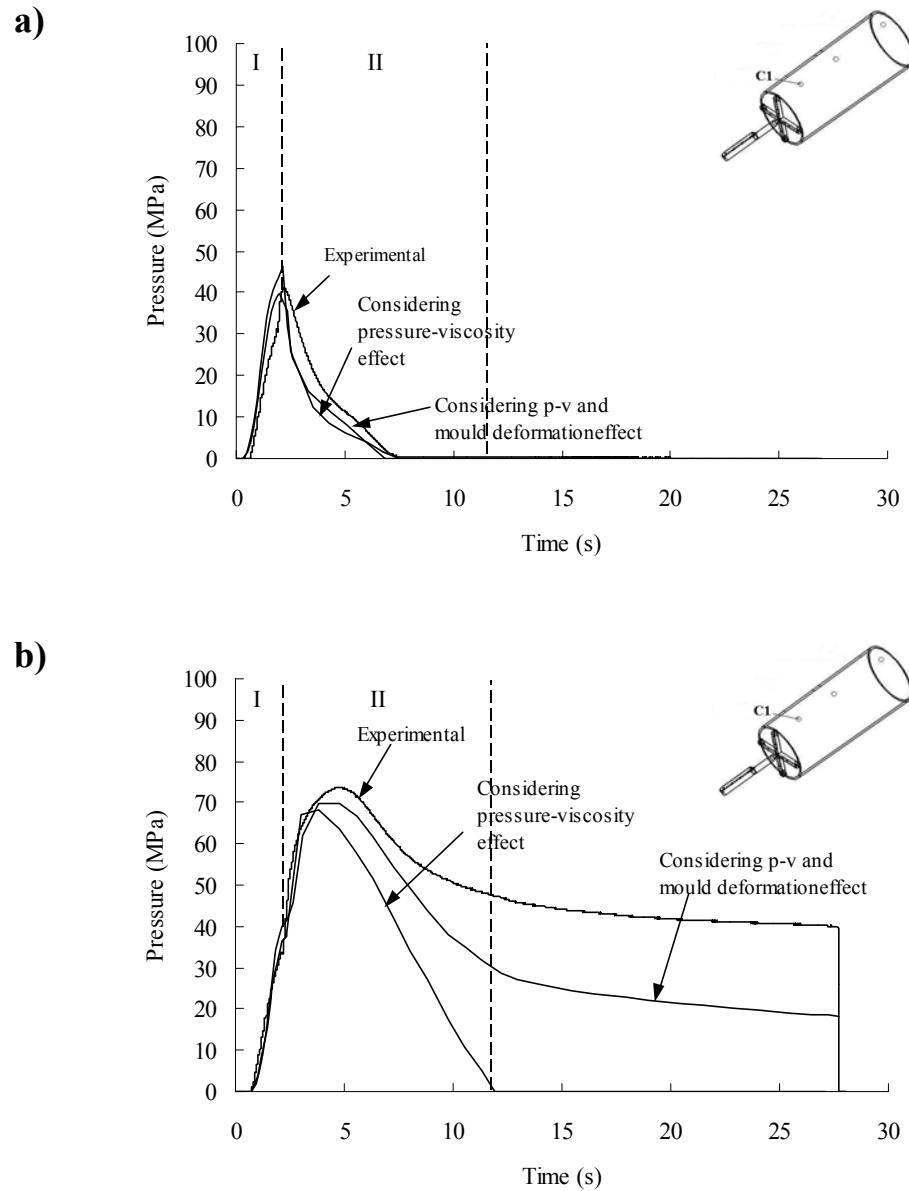 a)
I
II
C1
100
90
80
70
60
50
40
30
20
10
0
Pressure (MPa)
Experimental
Considering
pressure-viscosity
effect
Considering p-v and
mould deformationeffect
0 5 10 15 20 25 30
Time (s)
b)
I
II
C1
100
90
80
70
60
50
40
30
20
10
0
Pressure (MPa)
Experimental
Considering
pressure-viscosity
effect
Considering p-v and
mould deformationeffect
0 5 10 15 20 25 30
Time (s)